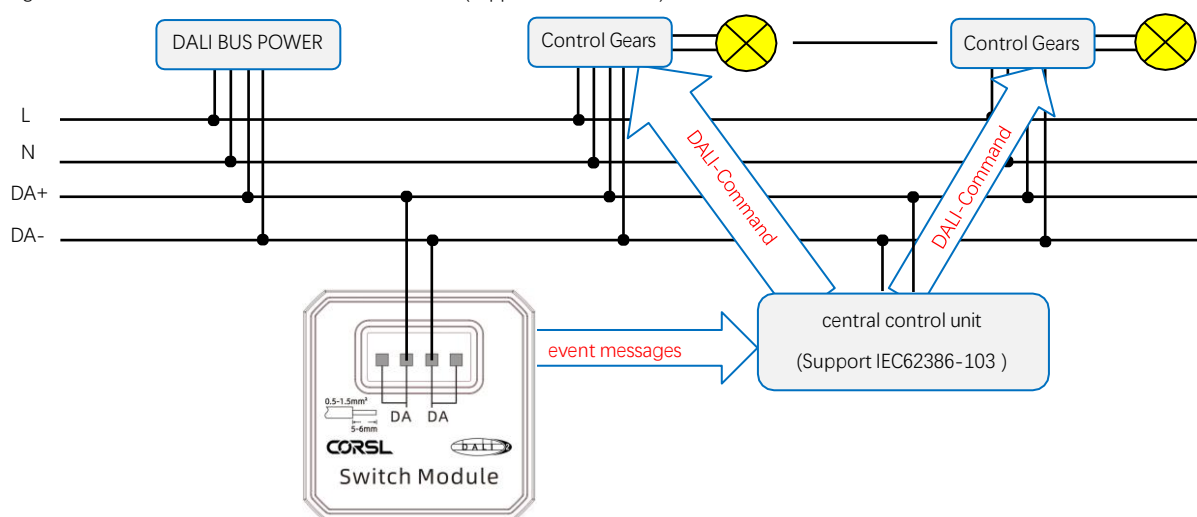 DALI BUS POWER
Control Gears
Control Gears
L
N
DA+
DA-
DALI-Command
DALI-Command
event messages
central control unit
(Support IEC62386-103 )
0.5-1.5mm²
5-6mm
DA DA
CORSL
DALI 2
Switch Module